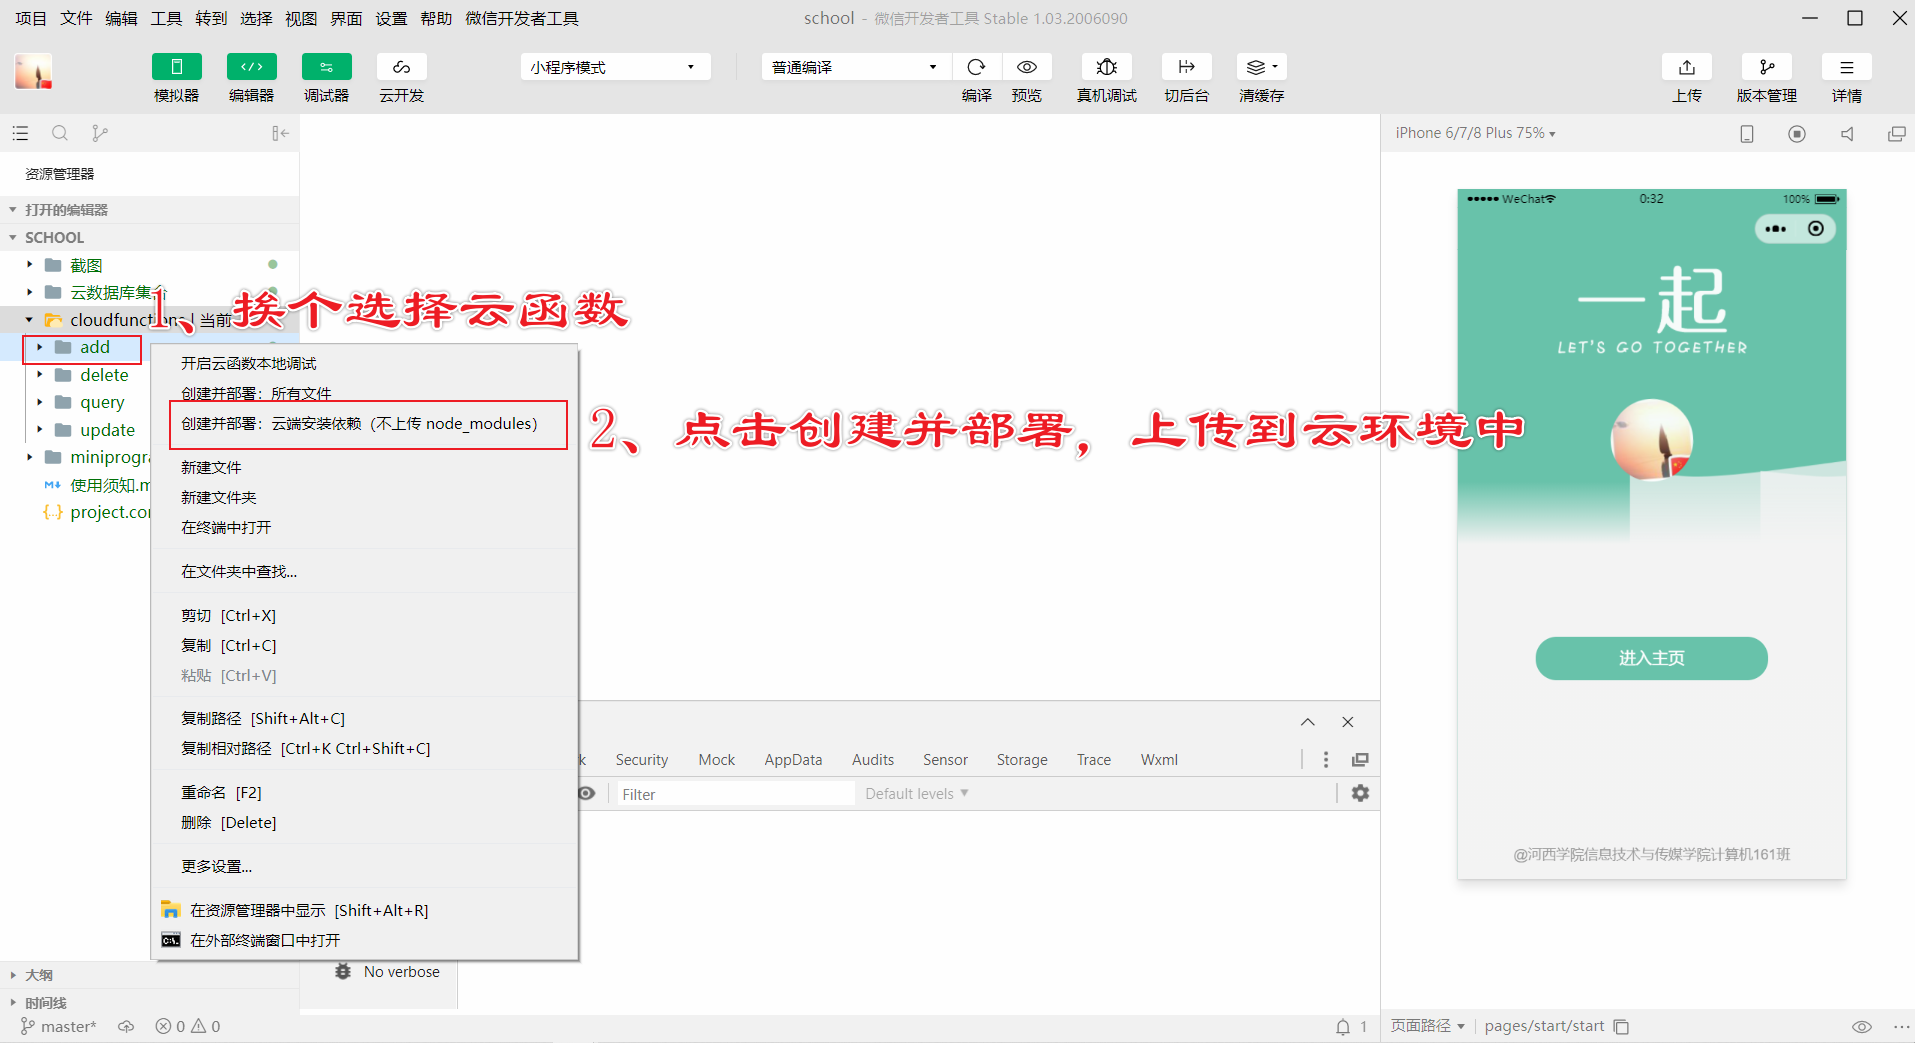 项目 文件 编辑 工具 转到 选择 视图 界面 设置 帮助 微信开发者工具
school - 微信开发者工具 Stable 1.03.2006090
模拟器 编辑器 调试器 云开发
小程序模式
普通编译
编译 预览 真机调试 切后台 清缓存
上传 版本管理 详情
iPhone 6/7/8 Plus 75%
资源管理器
打开的编辑器
SCHOOL
截图
云数据库集合
cloudfunctions | 当前
add
delete
query
update
miniprogra
使用须知.m
project.con
1、挨个选择云函数
2、点击创建并部署，上传到云环境中
开启云函数本地调试
创建并部署：所有文件
创建并部署：云端安装依赖（不上传 node_modules）
新建文件
新建文件夹
在终端中打开
在文件夹中查找...
剪切 [Ctrl+X]
复制 [Ctrl+C]
粘贴 [Ctrl+V]
复制路径 [Shift+Alt+C]
复制相对路径 [Ctrl+K Ctrl+Shift+C]
重命名 [F2]
删除 [Delete]
更多设置...
在资源管理器中显示 [Shift+Alt+R]
在外部终端窗口中打开
k Security Mock AppData Audits Sensor Storage Trace Wxml
Filter
Default levels
No verbose
大纲
时间线
master* 0 0
1
WeChat 0:32 100%
一起
LET'S GO TOGETHER
进入主页
@河西学院信息技术与传媒学院计算机161班
页面路径 pages/start/start